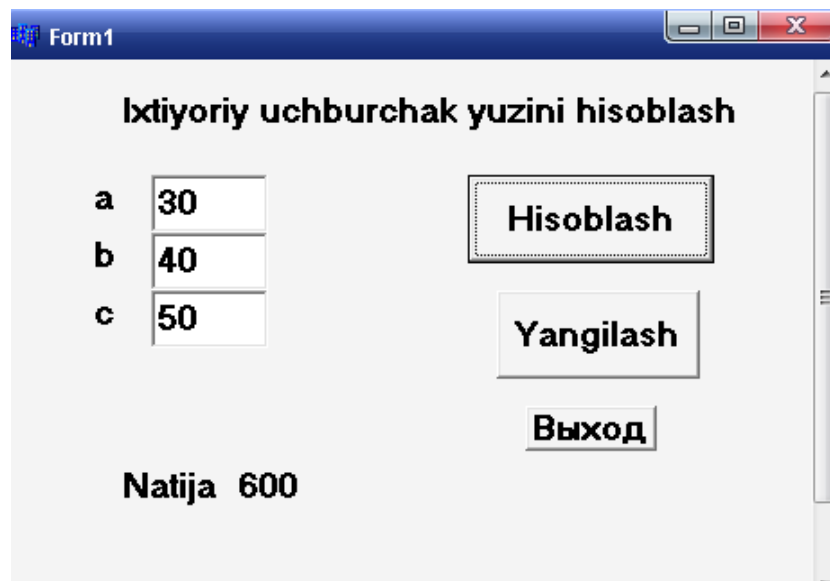 Form1
Ixtiyoriy uchburchak yuzini hisoblash
a 30
b 40
c 50
Hisoblash
Yangilash
Выход
Natija 600